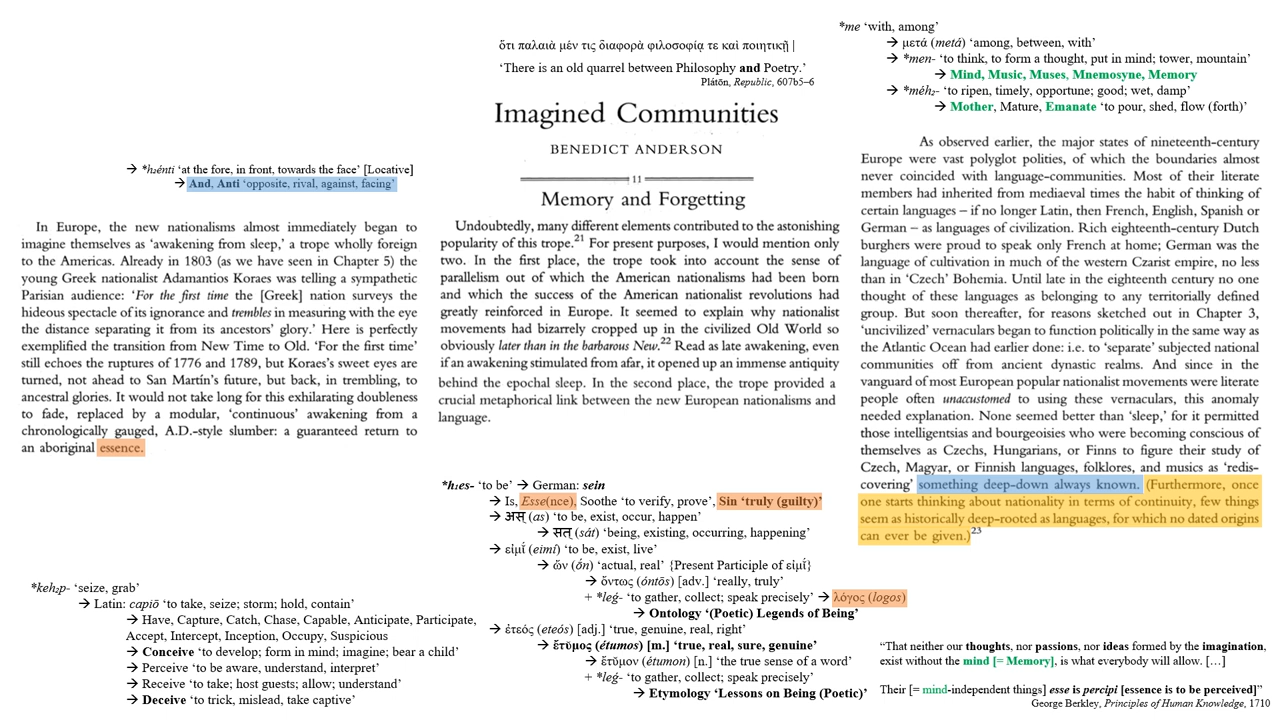 ὅτι παλαιὰ μέν τις διαφορὰ φιλοσοφίᾳ τε καὶ ποιητικῇ |
‘There is an old quarrel between Philosophy and Poetry.’
Plátōn, Republic, 607b5–6
Imagined Communities
BENEDICT ANDERSON
11
Memory and Forgetting
→ *h₂énti ‘at the fore, in front, towards the face’ [Locative]
→ And, Anti ‘opposite, rival, against, facing’
In Europe, the new nationalisms almost immediately began to
imagine themselves as ‘awakening from sleep,’ a trope wholly foreign
to the Americas. Already in 1803 (as we have seen in Chapter 5) the
young Greek nationalist Adamantios Koraes was telling a sympathetic
Parisian audience: ‘For the first time the [Greek] nation surveys the
hideous spectacle of its ignorance and trembles in measuring with the eye
the distance separating it from its ancestors’ glory.’ Here is perfectly
exemplified the transition from New Time to Old. ‘For the first time’
still echoes the ruptures of 1776 and 1789, but Koraes’s sweet eyes are
turned, not ahead to San Martín’s future, but back, in trembling, to
ancestral glories. It would not take long for this exhilarating doubleness
to fade, replaced by a modular, ‘continuous’ awakening from a
chronologically gauged, A.D.-style slumber: a guaranteed return to
an aboriginal essence.
Undoubtedly, many different elements contributed to the astonishing
popularity of this trope.²¹ For present purposes, I would mention only
two. In the first place, the trope took into account the sense of
parallelism out of which the American nationalisms had been born
and which the success of the American nationalist revolutions had
greatly reinforced in Europe. It seemed to explain why nationalist
movements had bizarrely cropped up in the civilized Old World so
obviously later than in the barbarous New.²² Read as late awakening, even
if an awakening stimulated from afar, it opened up an immense antiquity
behind the epochal sleep. In the second place, the trope provided a
crucial metaphorical link between the new European nationalisms and
language.
*me ‘with, among’
→ μετά (metá) ‘among, between, with’
→ *men- ‘to think, to form a thought, put in mind; tower, mountain’
→ Mind, Music, Muses, Mnemosyne, Memory
→ *méh₂- ‘to ripen, timely, opportune; good; wet, damp’
→ Mother, Mature, Emanate ‘to pour, shed, flow (forth)’
As observed earlier, the major states of nineteenth-century
Europe were vast polyglot polities, of which the boundaries almost
never coincided with language-communities. Most of their literate
members had inherited from mediaeval times the habit of thinking of
certain languages – if no longer Latin, then French, English, Spanish or
German – as languages of civilization. Rich eighteenth-century Dutch
burghers were proud to speak only French at home; German was the
language of cultivation in much of the western Czarist empire, no less
than in ‘Czech’ Bohemia. Until late in the eighteenth century no one
thought of these languages as belonging to any territorially defined
group. But soon thereafter, for reasons sketched out in Chapter 3,
‘uncivilized’ vernaculars began to function politically in the same way as
the Atlantic Ocean had earlier done: i.e. to ‘separate’ subjected national
communities off from ancient dynastic realms. And since in the
vanguard of most European popular nationalist movements were literate
people often unaccustomed to using these vernaculars, this anomaly
needed explanation. None seemed better than ‘sleep,’ for it permitted
those intelligentsias and bourgeoisies who were becoming conscious of
themselves as Czechs, Hungarians, or Finns to figure their study of
Czech, Magyar, or Finnish languages, folklores, and musics as ‘redis-
covering’ something deep-down always known. (Furthermore, once
one starts thinking about nationality in terms of continuity, few things
seem as historically deep-rooted as languages, for which no dated origins
can ever be given.)²³
*keh₂p- ‘seize, grab’
→ Latin: capiō ‘to take, seize; storm; hold, contain’
→ Have, Capture, Catch, Chase, Capable, Anticipate, Participate,
Accept, Intercept, Inception, Occupy, Suspicious
→ Conceive ‘to develop; form in mind; imagine; bear a child’
→ Perceive ‘to be aware, understand, interpret’
→ Receive ‘to take; host guests; allow; understand’
→ Deceive ‘to trick, mislead, take captive’
*h₁es- ‘to be’ → German: sein
→ Is, Esse(nce), Soothe ‘to verify, prove’, Sin ‘truly (guilty)’
→ अस् (as) ‘to be, exist, occur, happen’
→ सत् (sát) ‘being, existing, occurring, happening’
→ εἰμί (eimí) ‘to be, exist, live’
→ ὤν (ṓn) ‘actual, real’ {Present Participle of εἰμί}
→ ὄντως (óntōs) [adv.] ‘really, truly’
+ *leǵ- ‘to gather, collect; speak precisely’ → λόγος (logos)
→ Ontology ‘(Poetic) Legends of Being’
→ ἐτεός (eteós) [adj.] ‘true, genuine, real, right’
→ ἔτῠμος (étumos) [m.] ‘true, real, sure, genuine’
→ ἔτῠμον (étumon) [n.] ‘the true sense of a word’
+ *leǵ- ‘to gather, collect; speak precisely’
→ Etymology ‘Lessons on Being (Poetic)’
“That neither our thoughts, nor passions, nor ideas formed by the imagination,
exist without the mind [= Memory], is what everybody will allow. […]
Their [= mind-independent things] esse is percipi [essence is to be perceived]”
George Berkley, Principles of Human Knowledge, 1710